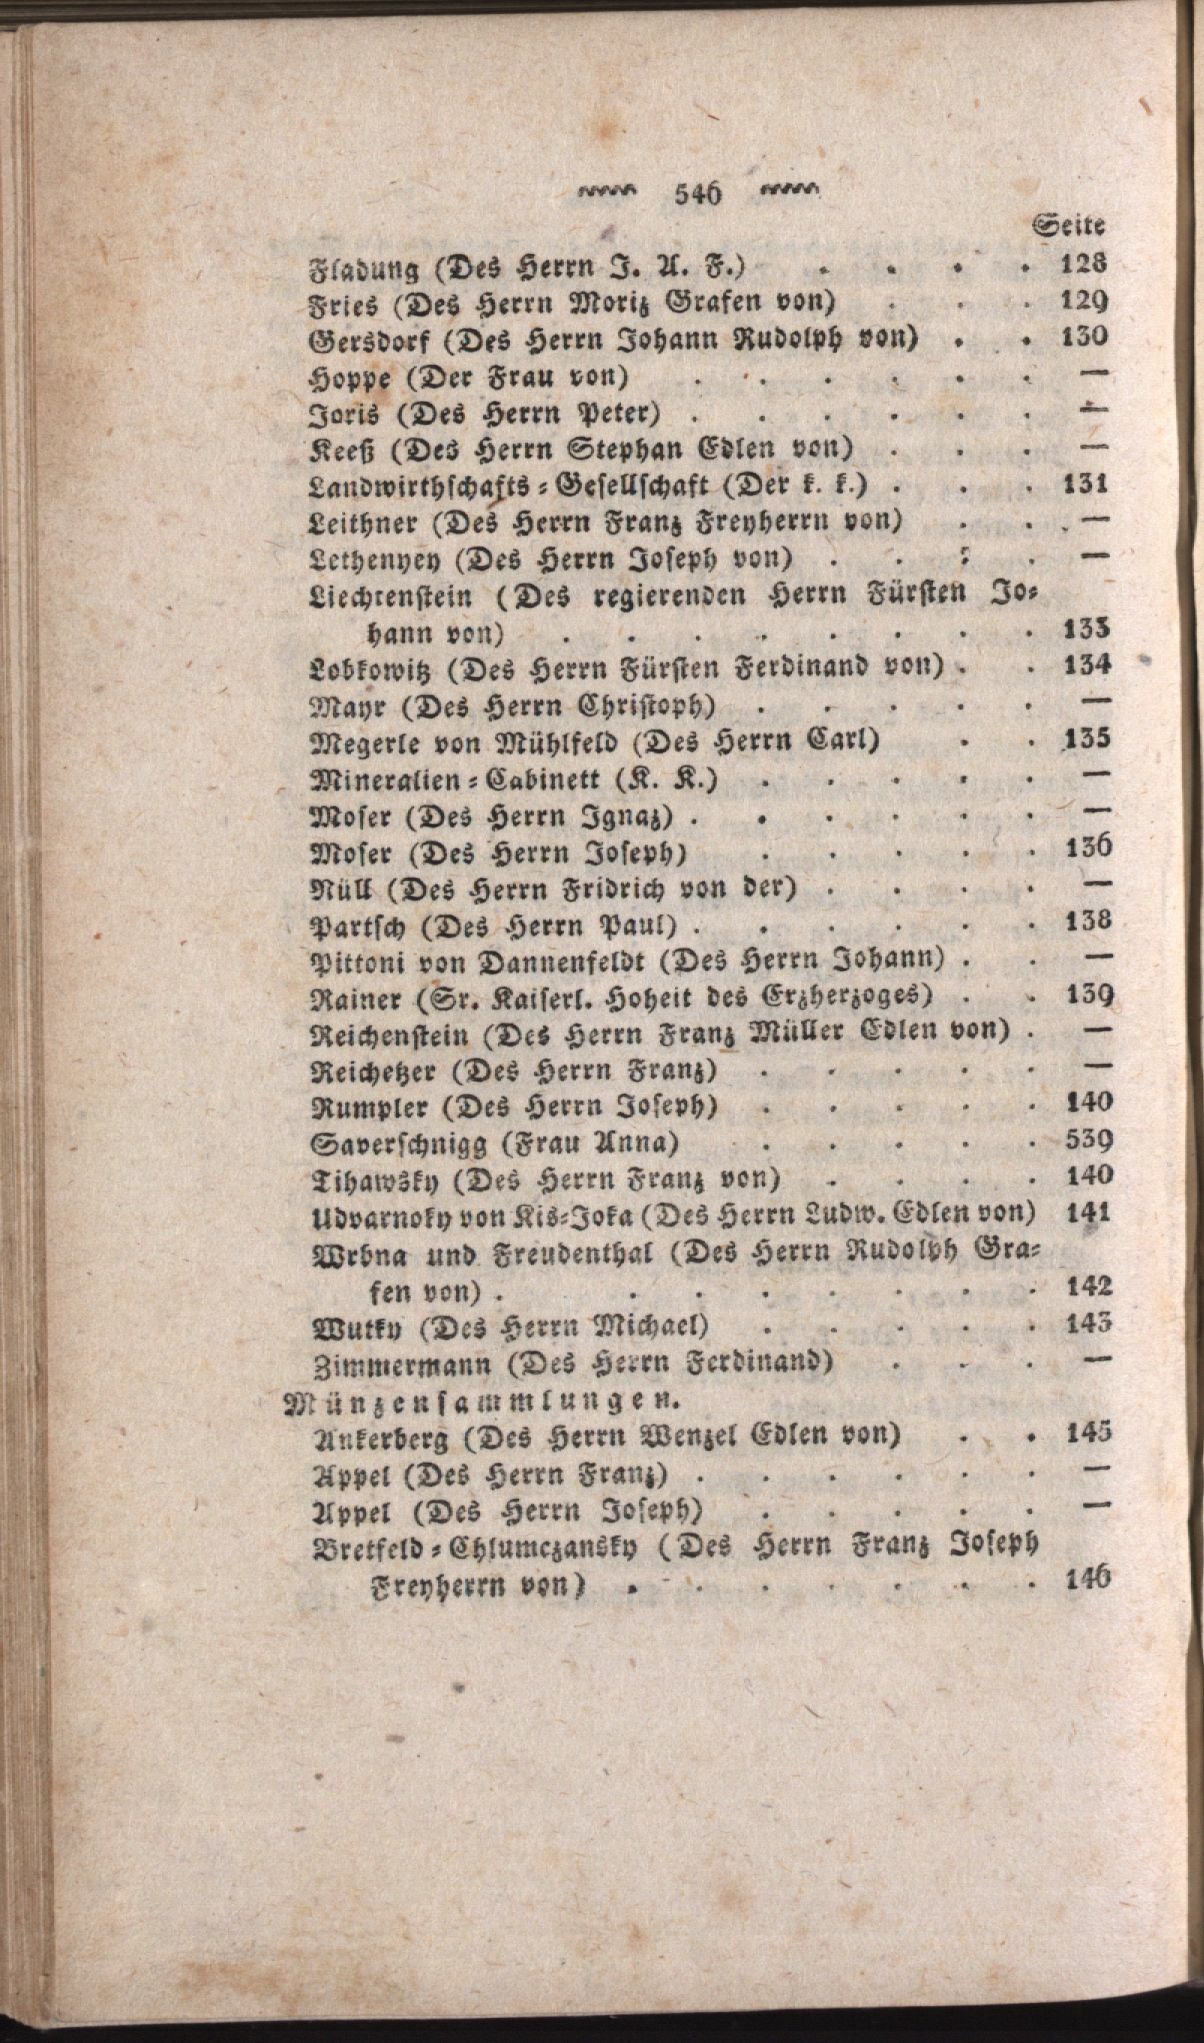 546
Seite
Fladung (Des Herrn J. A. F.) . . . . 128
Fries (Des Herrn Moriz Grafen von) . . . 129
Gersdorf (Des Herrn Johann Rudolph von) . . 130
Hoppe (Der Frau von) . . . . . . —
Joris (Des Herrn Peter) . . . . . . —
Keeß (Des Herrn Stephan Edlen von) . . . —
Landwirthschafts-Gesellschaft (Der k. k.) . . . 131
Leithner (Des Herrn Franz Freyherrn von) . . —
Lethenyey (Des Herrn Joseph von) . . . . —
Liechtenstein (Des regierenden Herrn Fürsten Jo-
hann von) . . . . . . . . 133
Lobkowitz (Des Herrn Fürsten Ferdinand von) . . 134
Mayr (Des Herrn Christoph) . . . . . —
Megerle von Mühlfeld (Des Herrn Carl) . . 135
Mineralien-Cabinett (K. K.) . . . . . —
Moser (Des Herrn Ignaz) . . . . . . —
Moser (Des Herrn Joseph) . . . . . 136
Nüll (Des Herrn Fridrich von der) . . . . —
Partsch (Des Herrn Paul) . . . . . . 138
Pittoni von Dannenfeldt (Des Herrn Johann) . . —
Rainer (Sr. Kaiserl. Hoheit des Erzherzoges) . . 139
Reichenstein (Des Herrn Franz Müller Edlen von) . —
Reichetzer (Des Herrn Franz) . . . . . —
Rumpler (Des Herrn Joseph) . . . . . 140
Saverschnigg (Frau Anna) . . . . . 539
Tihawsky (Des Herrn Franz von) . . . . 140
Udvarnoky von Kis-Joka (Des Herrn Ludw. Edlen von) 141
Wrbna und Freudenthal (Des Herrn Rudolph Gra-
fen von) . . . . . . . . 142
Wutky (Des Herrn Michael) . . . . . 143
Zimmermann (Des Herrn Ferdinand) . . . —
Münzensammlungen.
Ankerberg (Des Herrn Wenzel Edlen von) . . 145
Appel (Des Herrn Franz) . . . . . . —
Appel (Des Herrn Joseph) . . . . . —
Bretfeld-Chlumczansky (Des Herrn Franz Joseph
Freyherrn von) . . . . . . . 146